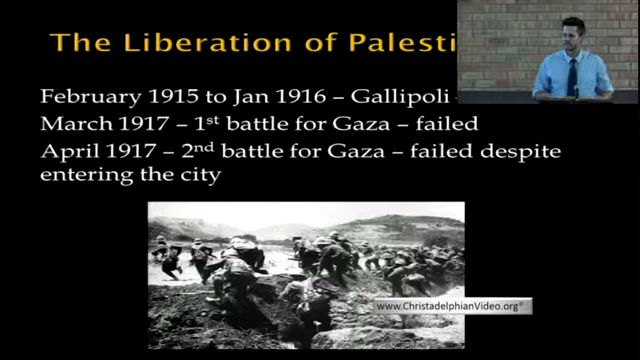 The Liberation of Palesti
February 1915 to Jan 1916 – Gallipoli -
March 1917 – 1st battle for Gaza – failed
April 1917 – 2nd battle for Gaza – failed despite
entering the city
www.ChristadelphianVideo.org®